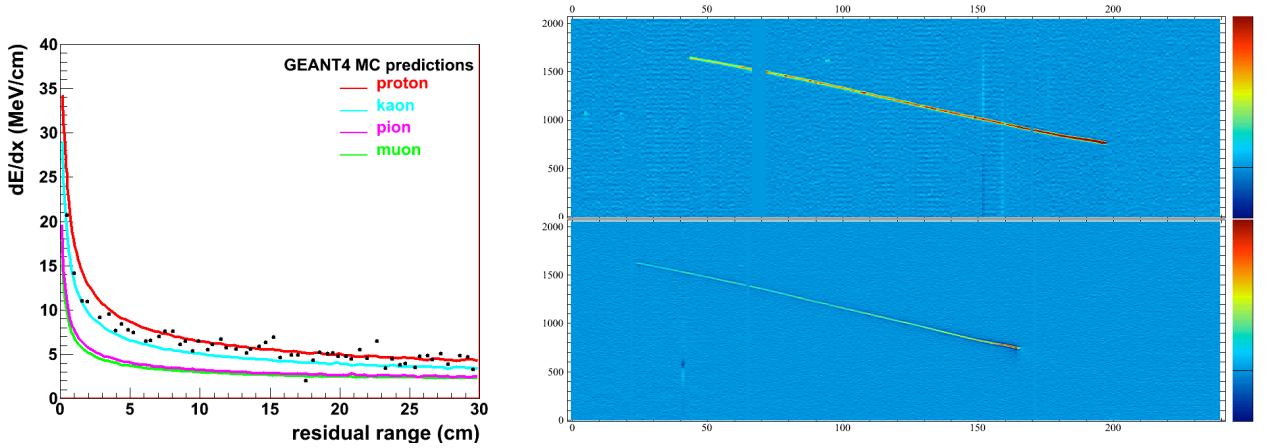 GEANT4 MC predictions
proton
kaon
pion
muon
dE/dx (MeV/cm)
40
35
30
25
20
15
10
5
0
0 5 10 15 20 25 30
residual range (cm)
0 50 100 150 200
2000
1500
1000
500
0
2000
1500
1000
500
0
0 50 100 150 200